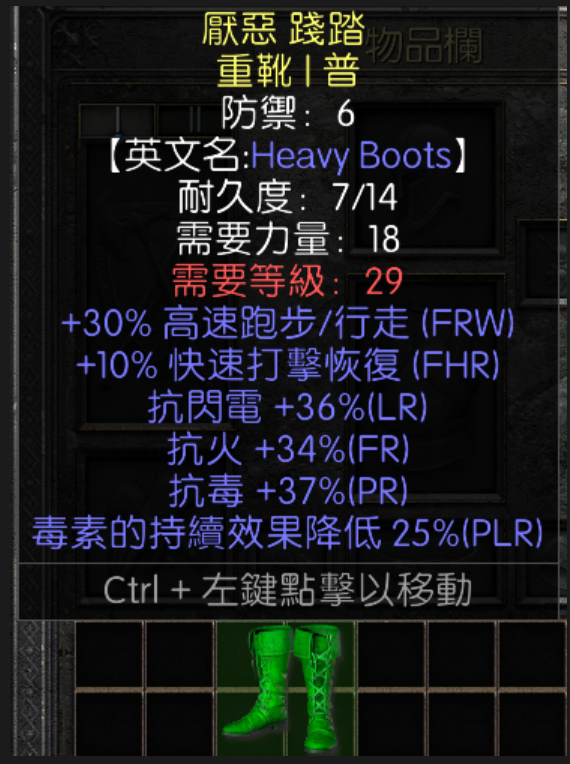 厭惡 踐踏
物品欄
重靴 | 普
防禦: 6
【英文名:Heavy Boots】
耐久度: 7/14
需要力量: 18
需要等級: 29
+30% 高速跑步/行走 (FRW)
+10% 快速打擊恢復 (FHR)
抗閃電 +36%(LR)
抗火 +34%(FR)
抗毒 +37%(PR)
毒素的持續效果降低 25%(PLR)
Ctrl + 左鍵點擊以移動